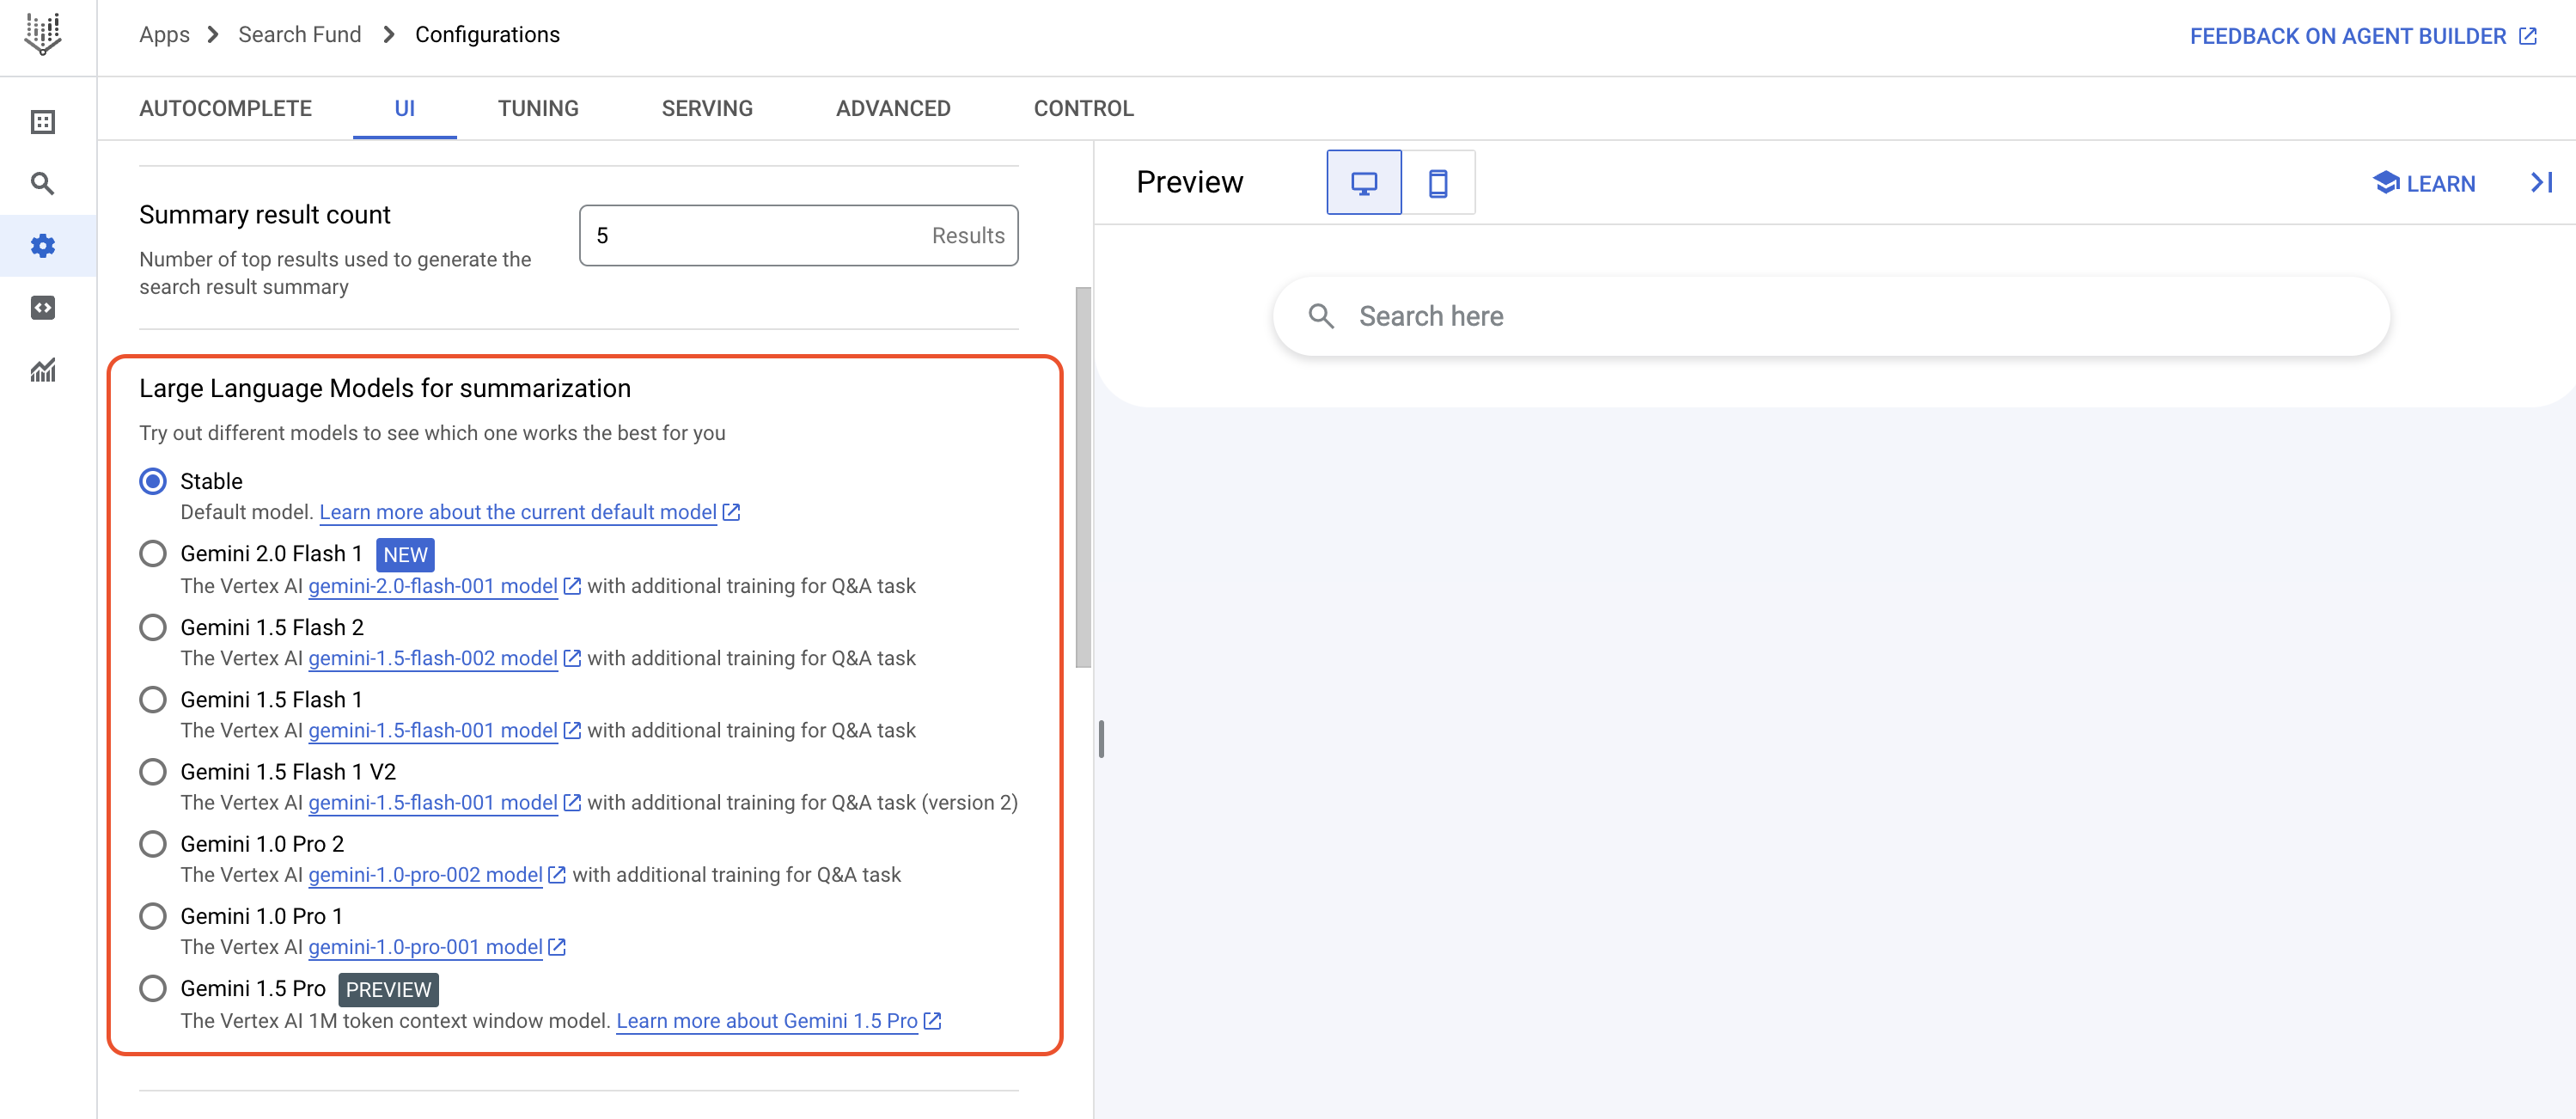 Apps > Search Fund > Configurations
FEEDBACK ON AGENT BUILDER
AUTOCOMPLETE UI TUNING SERVING ADVANCED CONTROL
Summary result count
Number of top results used to generate the
search result summary
5 Results
Large Language Models for summarization
Try out different models to see which one works the best for you
Stable
Default model. Learn more about the current default model
Gemini 2.0 Flash 1 NEW
The Vertex AI gemini-2.0-flash-001 model with additional training for Q&A task
Gemini 1.5 Flash 2
The Vertex AI gemini-1.5-flash-002 model with additional training for Q&A task
Gemini 1.5 Flash 1
The Vertex AI gemini-1.5-flash-001 model with additional training for Q&A task
Gemini 1.5 Flash 1 V2
The Vertex AI gemini-1.5-flash-001 model with additional training for Q&A task (version 2)
Gemini 1.0 Pro 2
The Vertex AI gemini-1.0-pro-002 model with additional training for Q&A task
Gemini 1.0 Pro 1
The Vertex AI gemini-1.0-pro-001 model
Gemini 1.5 Pro PREVIEW
The Vertex AI 1M token context window model. Learn more about Gemini 1.5 Pro
Preview
LEARN
Search here